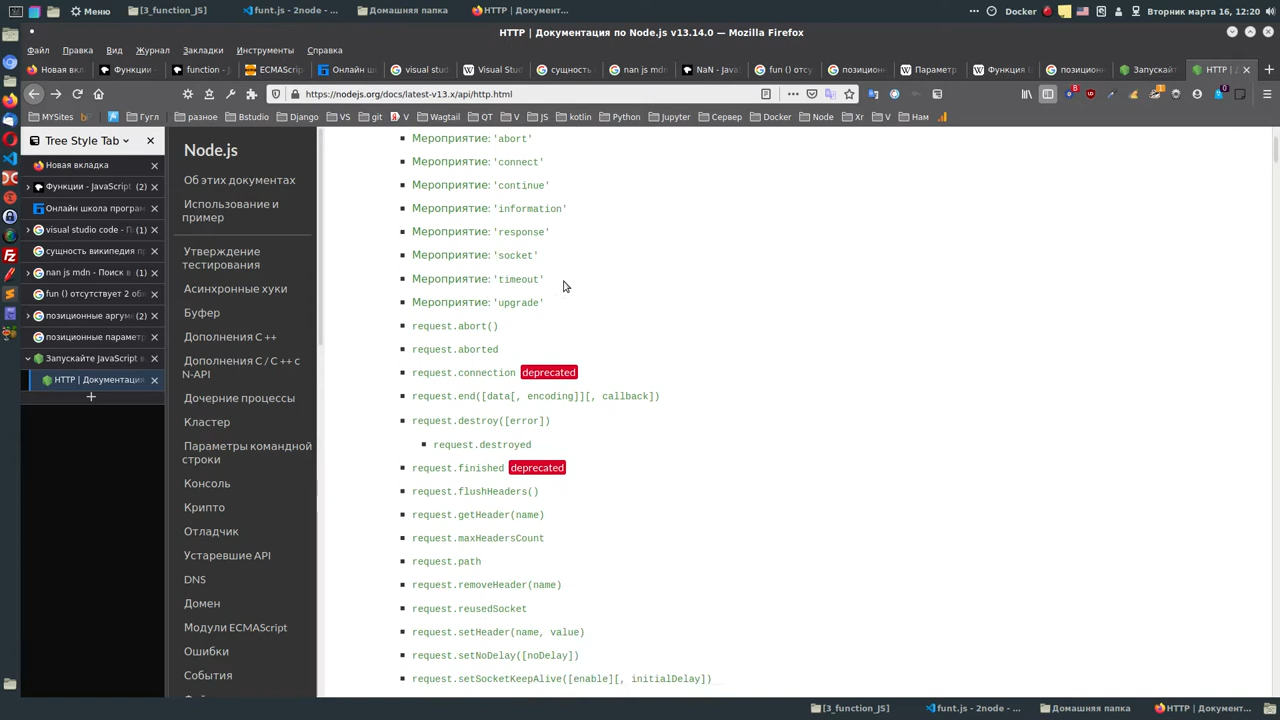 Меню
[3_function_JS]
funt.js - 2node - ...
Домашняя папка
HTTP | Документ...
Docker
Вторник марта 16, 12:20
HTTP | Документация по Node.js v13.14.0 — Mozilla Firefox
Файл
Правка
Вид
Журнал
Закладки
Инструменты
Справка
Новая вкл
Функции -
function -
ECMAScrip
Онлайн ш
visual stud
Visual Stud
сущность
nan js mdn
NaN - Java
fun () отсу
позицион
Параметр
Функция (
позицион
Запускайт
HTTP | До
https://nodejs.org/docs/latest-v13.x/api/http.html
MYSites
Гугл
разное
Bstudio
Django
VS
git
V
Wagtail
QT
V
JS
kotlin
Python
Jupyter
Сервер
Docker
Node
Xr
V
Нам
Tree Style Tab
Новая вкладка
Функции - JavaScript (2)
Онлайн школа програм
visual studio code - П (1)
сущность википедия пр
nan js mdn - Поиск в (1)
fun () отсутствует 2 обя
позиционные аргуме (2)
позиционные параметр
Запускайте JavaScript в
HTTP | Документация
Node.js
Об этих документах
Использование и
пример
Утверждение
тестирования
Асинхронные хуки
Буфер
Дополнения C ++
Дополнения C / C ++ с
N-API
Дочерние процессы
Кластер
Параметры командной
строки
Консоль
Крипто
Отладчик
Устаревшие API
DNS
Домен
Модули ECMAScript
Ошибки
События
Мероприятие: 'abort'
Мероприятие: 'connect'
Мероприятие: 'continue'
Мероприятие: 'information'
Мероприятие: 'response'
Мероприятие: 'socket'
Мероприятие: 'timeout'
Мероприятие: 'upgrade'
request.abort()
request.aborted
request.connection deprecated
request.end([data[, encoding]][, callback])
request.destroy([error])
request.destroyed
request.finished deprecated
request.flushHeaders()
request.getHeader(name)
request.maxHeadersCount
request.path
request.removeHeader(name)
request.reusedSocket
request.setHeader(name, value)
request.setNoDelay([noDelay])
request.setSocketKeepAlive([enable][, initialDelay])
[3_function_JS]
funt.js - 2node - ...
Домашняя папка
HTTP | Документ...